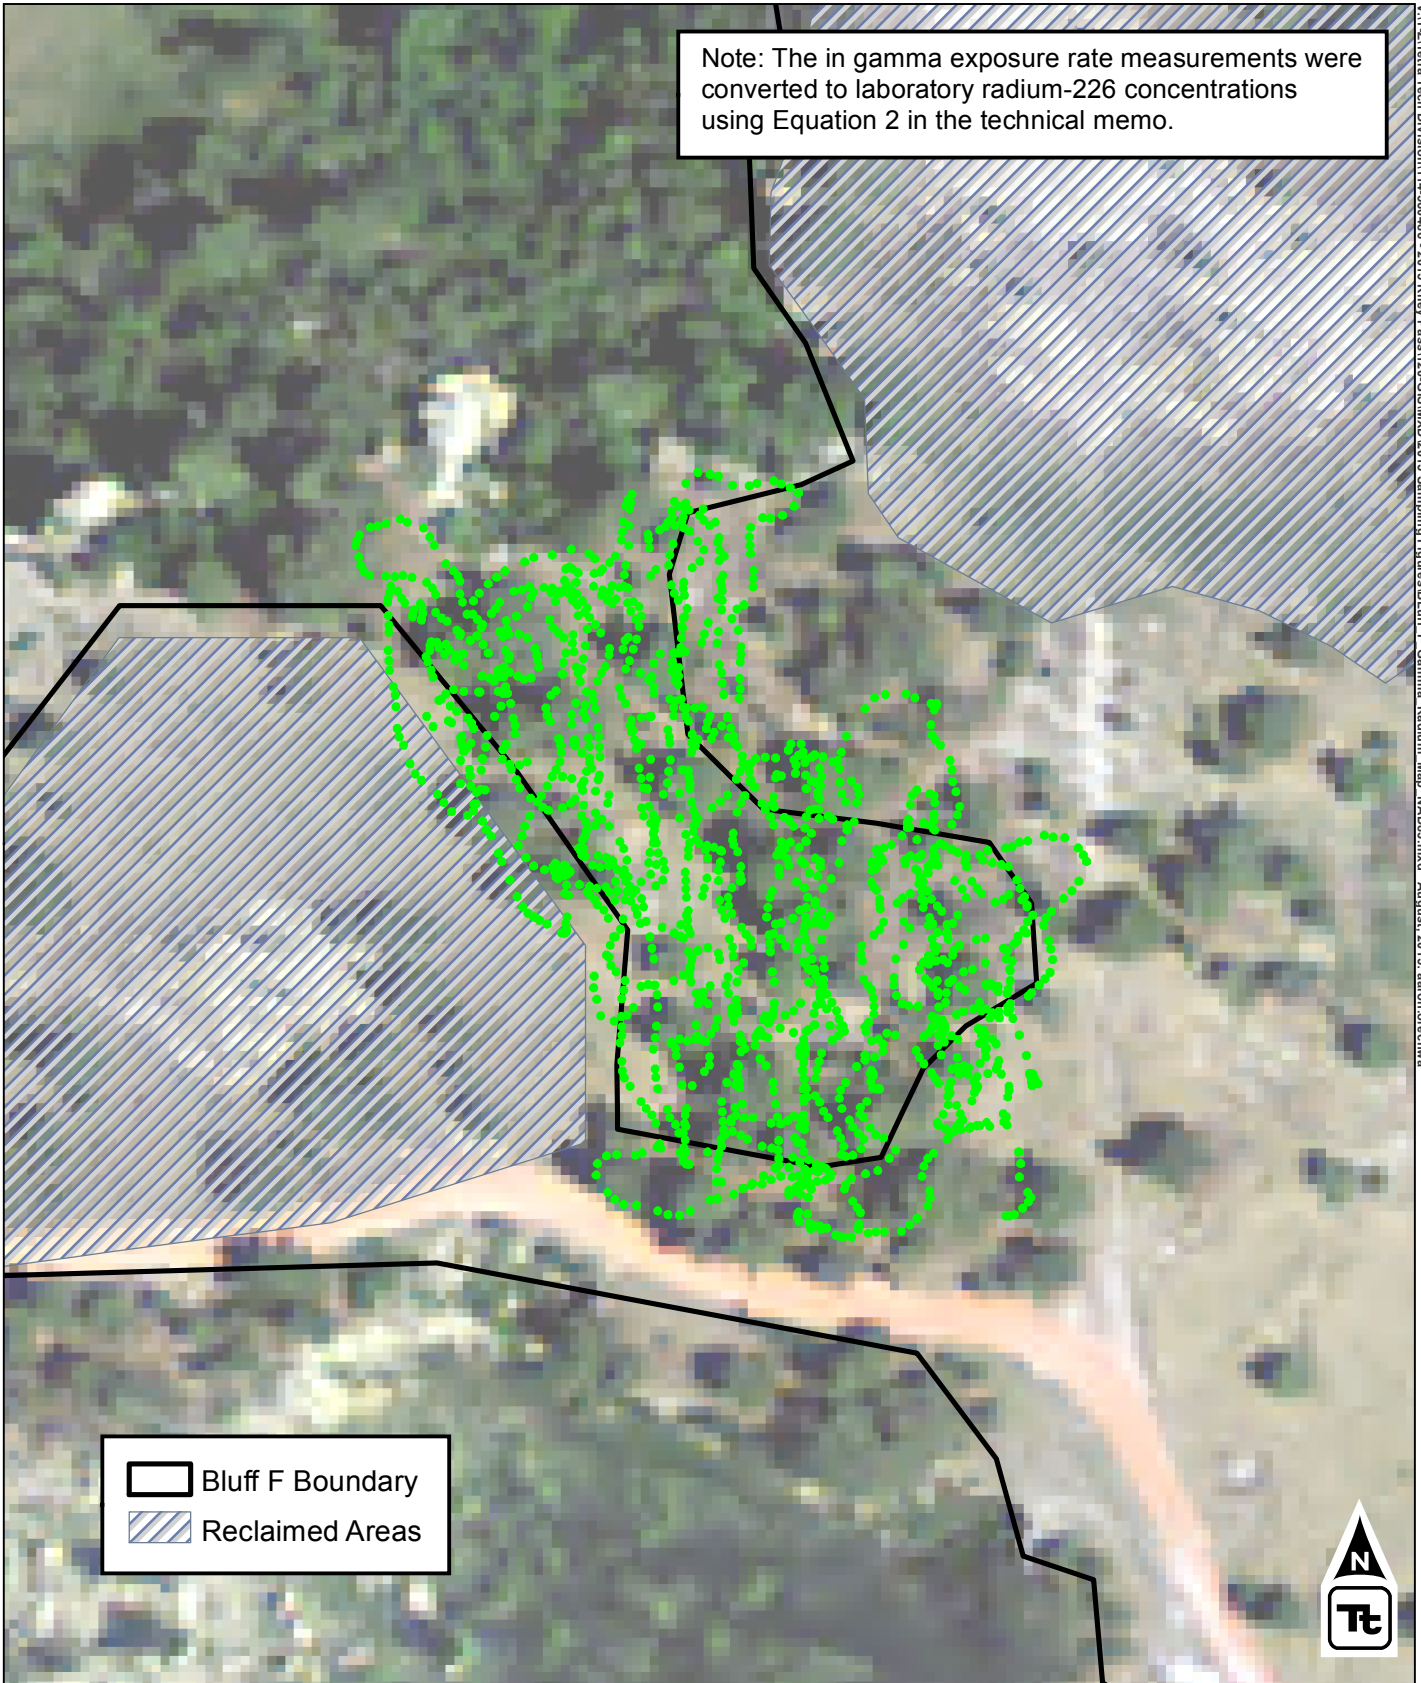 Note: The in gamma exposure rate measurements were
converted to laboratory radium-226 concentrations
using Equation 2 in the technical memo.
Bluff F Boundary
Reclaimed Areas
N
Tt